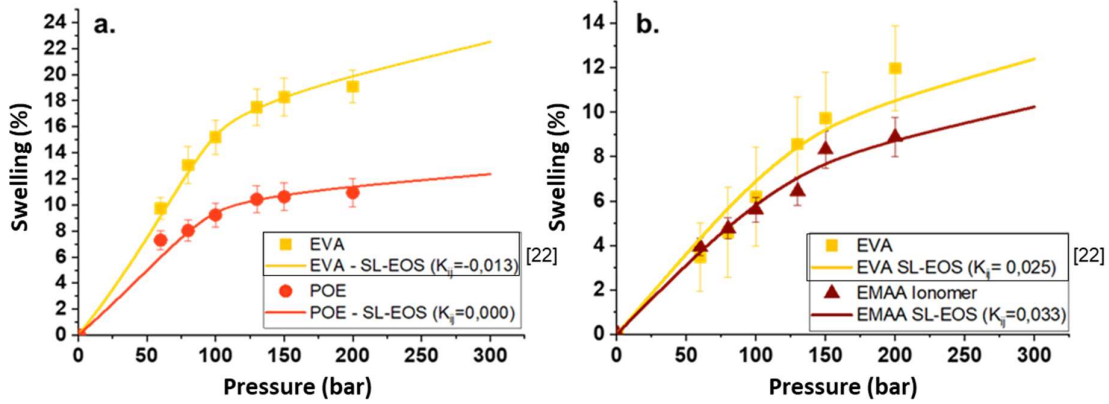 a.
Swelling (%)
24
22
20
18
16
14
12
10
8
6
4
2
0
EVA
EVA - SL-EOS (Kij=-0,013)
[22]
POE
POE - SL-EOS (Kij=0,000)
0 50 100 150 200 250 300
Pressure (bar)
b.
Swelling (%)
14
12
10
8
6
4
2
0
EVA
EVA SL-EOS (Kij= 0,025)
[22]
EMAA Ionomer
EMAA SL-EOS (Kij=0,033)
0 50 100 150 200 250 300
Pressure (bar)